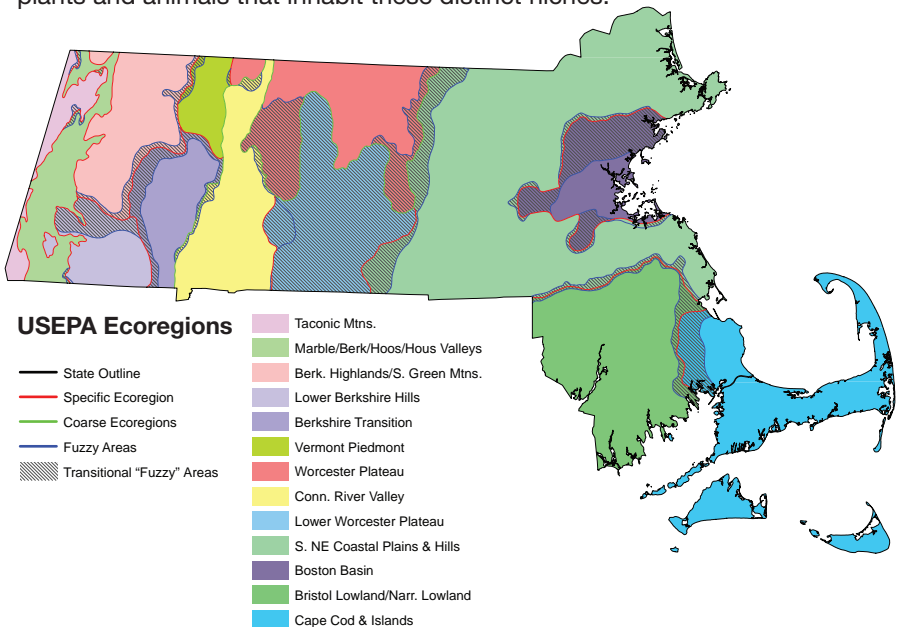 plants and animals that inhabit these distinct niches.
USEPA Ecoregions
State Outline
Specific Ecoregion
Coarse Ecoregions
Fuzzy Areas
Transitional “Fuzzy” Areas
Taconic Mtns.
Marble/Berk/Hoos/Hous Valleys
Berk. Highlands/S. Green Mtns.
Lower Berkshire Hills
Berkshire Transition
Vermont Piedmont
Worcester Plateau
Conn. River Valley
Lower Worcester Plateau
S. NE Coastal Plains & Hills
Boston Basin
Bristol Lowland/Narr. Lowland
Cape Cod & Islands